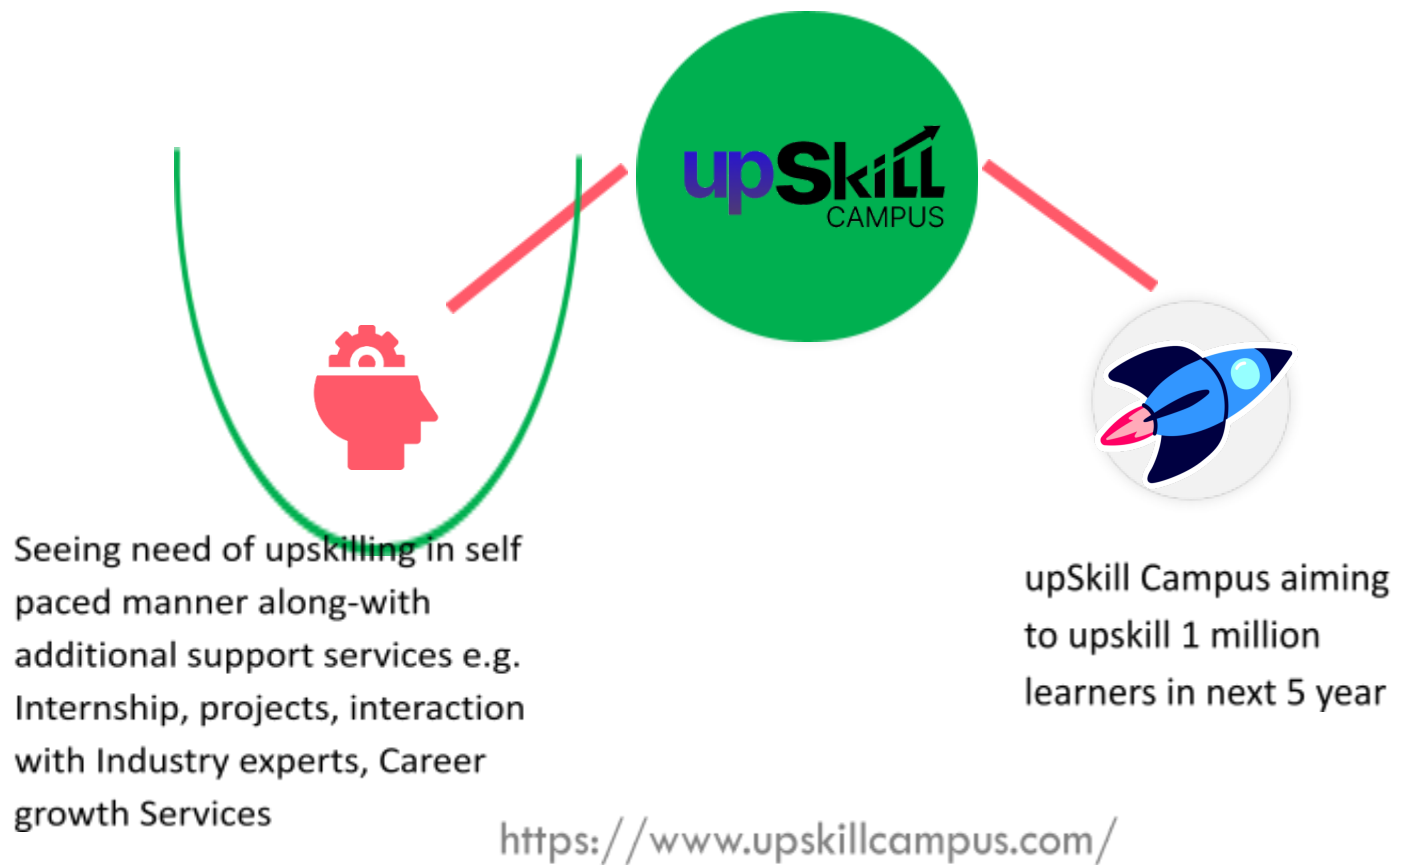 upSkill
CAMPUS
Seeing need of upskilling in self
paced manner along-with
additional support services e.g.
Internship, projects, interaction
with Industry experts, Career
growth Services
upSkill Campus aiming
to upskill 1 million
learners in next 5 year
https://www.upskillcampus.com/